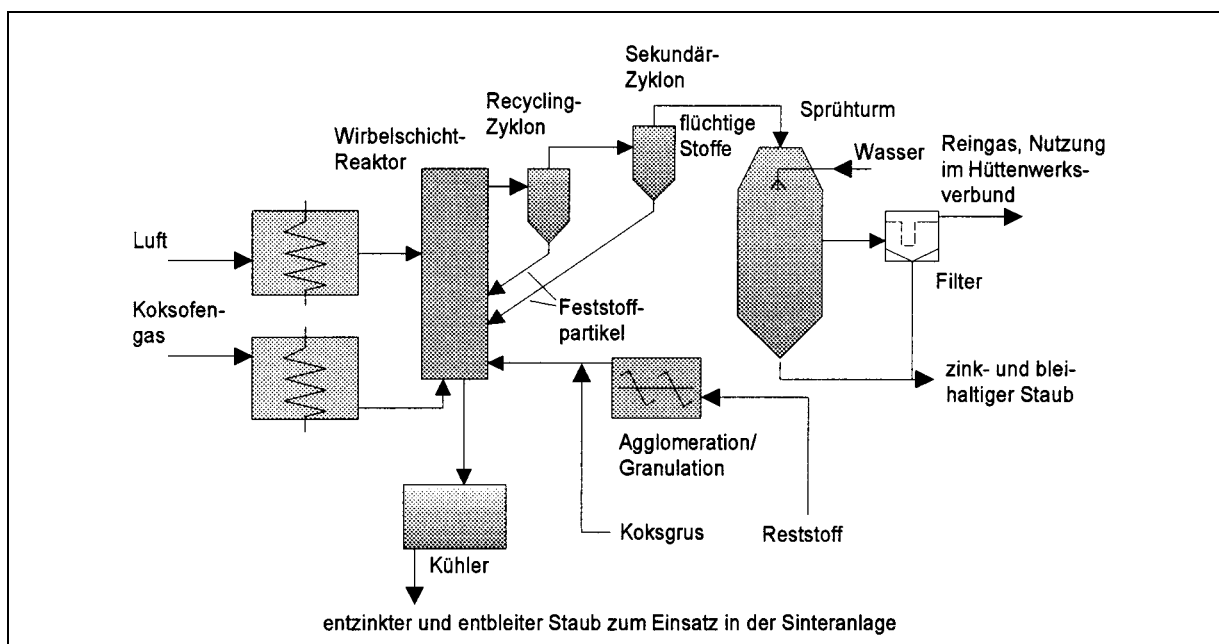 Sekundär-
Zyklon
Recycling-
Zyklon
flüchtige
Stoffe
Sprühturm
Wirbelschicht-
Reaktor
Wasser
Reingas, Nutzung
im Hüttenwerks-
verbund
Luft
Filter
Koksofen-
gas
Feststoff-
partikel
zink- und blei-
haltiger Staub
Agglomeration/
Granulation
Koksgrus
Reststoff
Kühler
entzinkter und entbleiter Staub zum Einsatz in der Sinteranlage